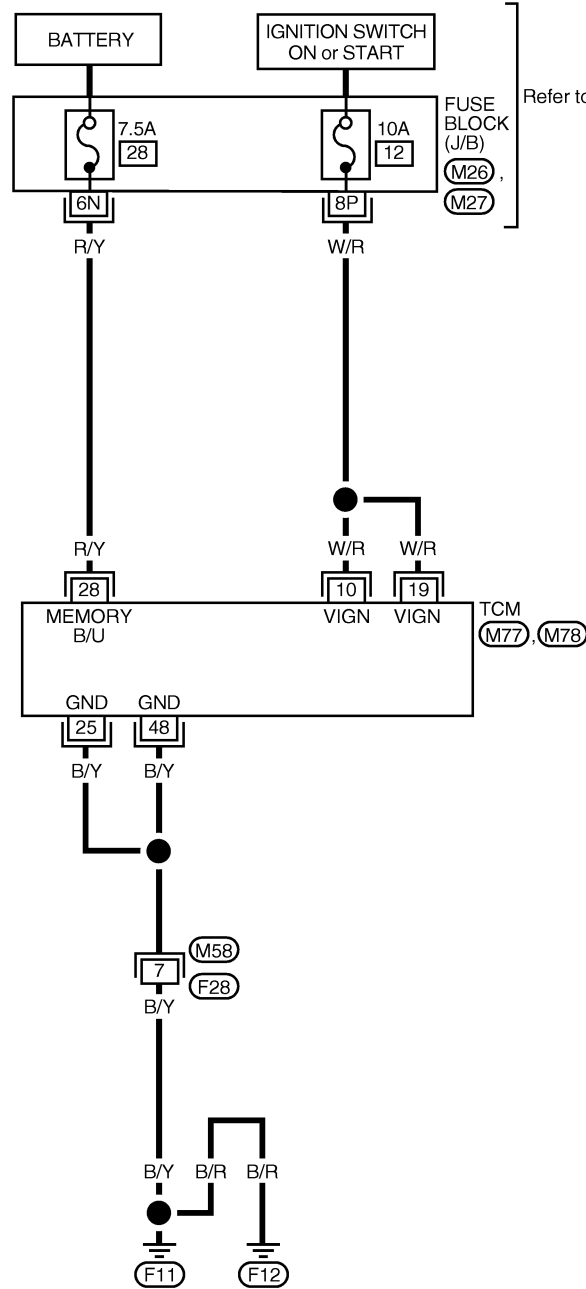 BATTERY
IGNITION SWITCH
ON or START
Refer to
7.5A
28
10A
12
FUSE
BLOCK
(J/B)
M26 ,
M27
6N
8P
R/Y
W/R
R/Y
W/R
W/R
28
10
19
MEMORY
B/U
VIGN
VIGN
TCM
M77 , M78
GND
GND
25
48
B/Y
B/Y
M58
7
F28
B/Y
B/Y
B/R
B/R
F11
F12